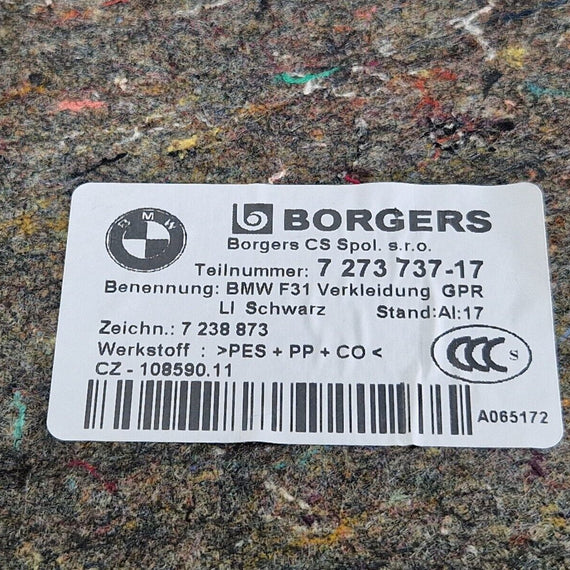 BMW
BORGERS
Borgers CS Spol. s.r.o.
Teilnummer: 7 273 737-17
Benennung: BMW F31 Verkleidung GPR
LI Schwarz Stand:AI:17
Zeichn.: 7 238 873
Werkstoff : >PES + PP + CO <
CCC S
CZ - 108590.11
A065172